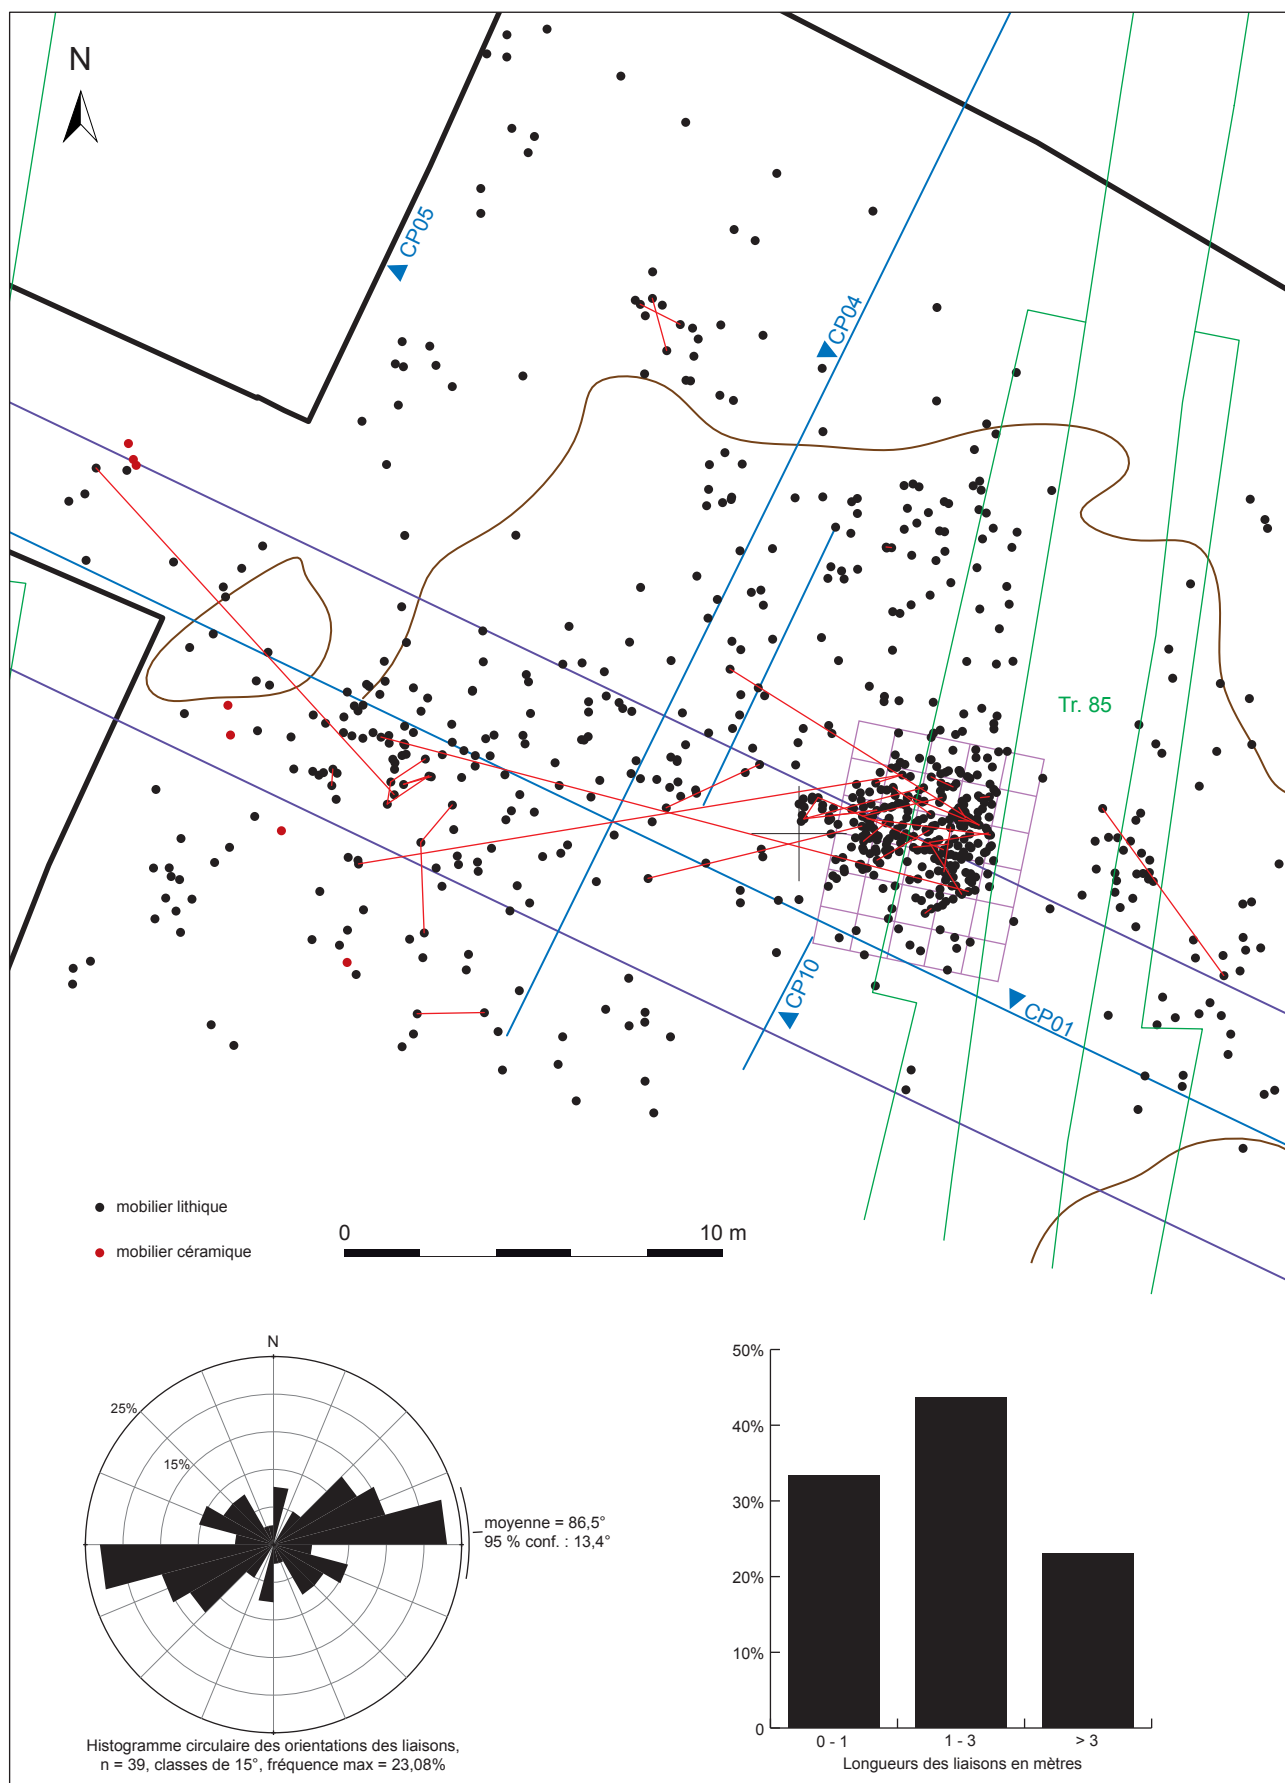 N
CP05
CP04
Tr. 85
CP10
CP01
mobilier lithique
mobilier céramique
0
10 m
N
25%
15%
moyenne = 86,5°
95 % conf. : 13,4°
Histogramme circulaire des orientations des liaisons,
n = 39, classes de 15°, fréquence max = 23,08%
50%
40%
30%
20%
10%
0
0 - 1
1 - 3
> 3
Longueurs des liaisons en mètres